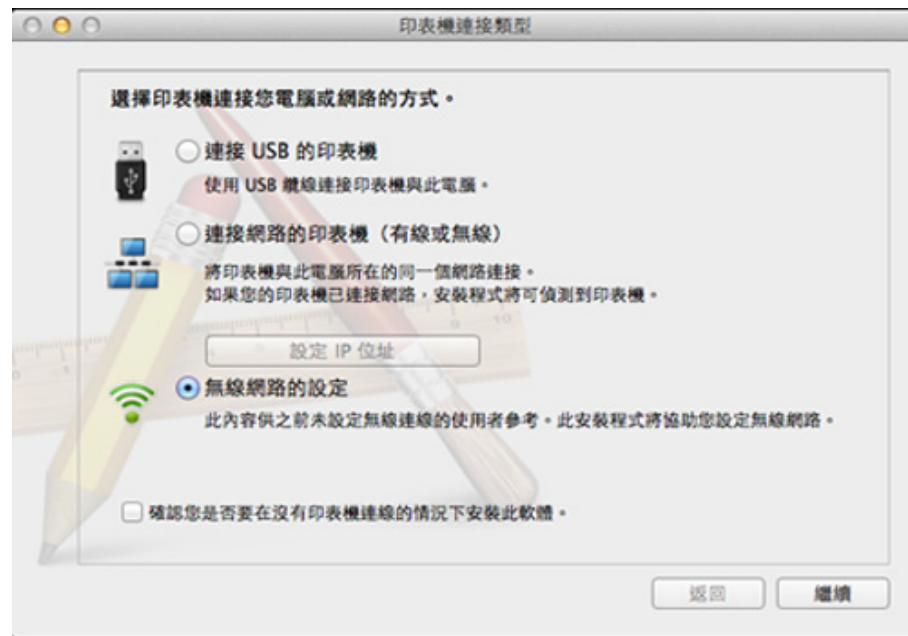 印表機連接類型
選擇印表機連接您電腦或網路的方式。
連接 USB 的印表機
使用 USB 纜線連接印表機與此電腦。
連接網路的印表機（有線或無線）
將印表機與此電腦所在的同一個網路連接。
如果您的印表機已連接網路，安裝程式將可偵測到印表機。
設定 IP 位址
無線網路的設定
此內容供之前未設定無線連線的使用者參考。此安裝程式將協助您設定無線網路。
確認您是否要在沒有印表機連線的情況下安裝此軟體。
返回
繼續